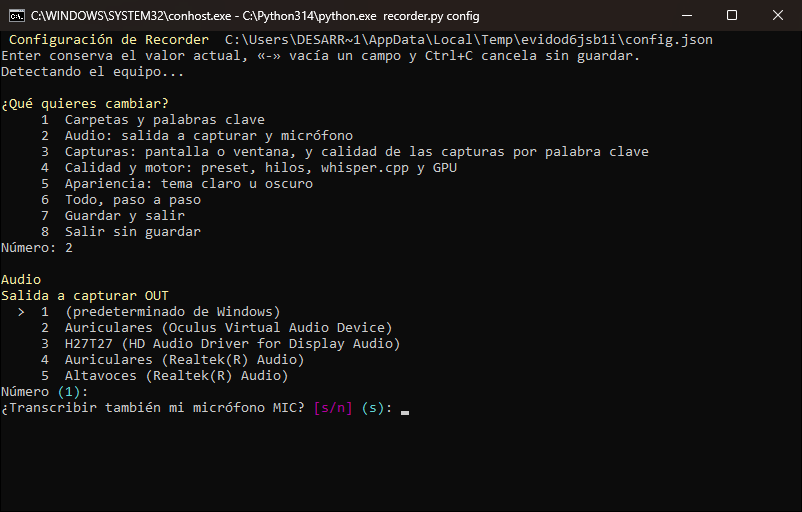 C:\WINDOWS\SYSTEM32\conhost.exe - C:\Python314\python.exe  recorder.py config
Configuración de Recorder  C:\Users\DESARR~1\AppData\Local\Temp\evidod6jsb1i\config.json
Enter conserva el valor actual, «-» vacía un campo y Ctrl+C cancela sin guardar.
Detectando el equipo...
¿Qué quieres cambiar?
1  Carpetas y palabras clave
2  Audio: salida a capturar y micrófono
3  Capturas: pantalla o ventana, y calidad de las capturas por palabra clave
4  Calidad y motor: preset, hilos, whisper.cpp y GPU
5  Apariencia: tema claro u oscuro
6  Todo, paso a paso
7  Guardar y salir
8  Salir sin guardar
Número: 2
Audio
Salida a capturar OUT
> 1  (predeterminado de Windows)
2  Auriculares (Oculus Virtual Audio Device)
3  H27T27 (HD Audio Driver for Display Audio)
4  Auriculares (Realtek(R) Audio)
5  Altavoces (Realtek(R) Audio)
Número (1):
¿Transcribir también mi micrófono MIC? [s/n] (s):